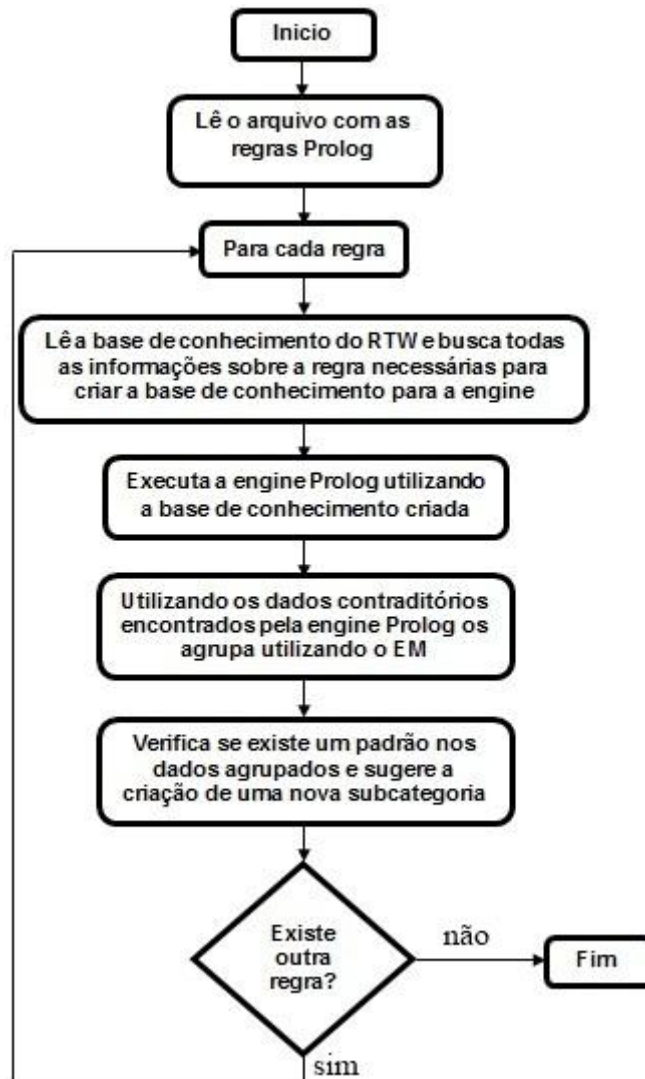 Inicio
Lê o arquivo com as
regras Prolog
Para cada regra
Lê a base de conhecimento do RTW e busca todas
as informações sobre a regra necessárias para
criar a base de conhecimento para a engine
Executa a engine Prolog utilizando
a base de conhecimento criada
Utilizando os dados contraditórios
encontrados pela engine Prolog os
agrupa utilizando o EM
Verifica se existe um padrão nos
dados agrupados e sugere a
criação de uma nova subcategoria
Existe
outra
regra?
não
Fim
sim